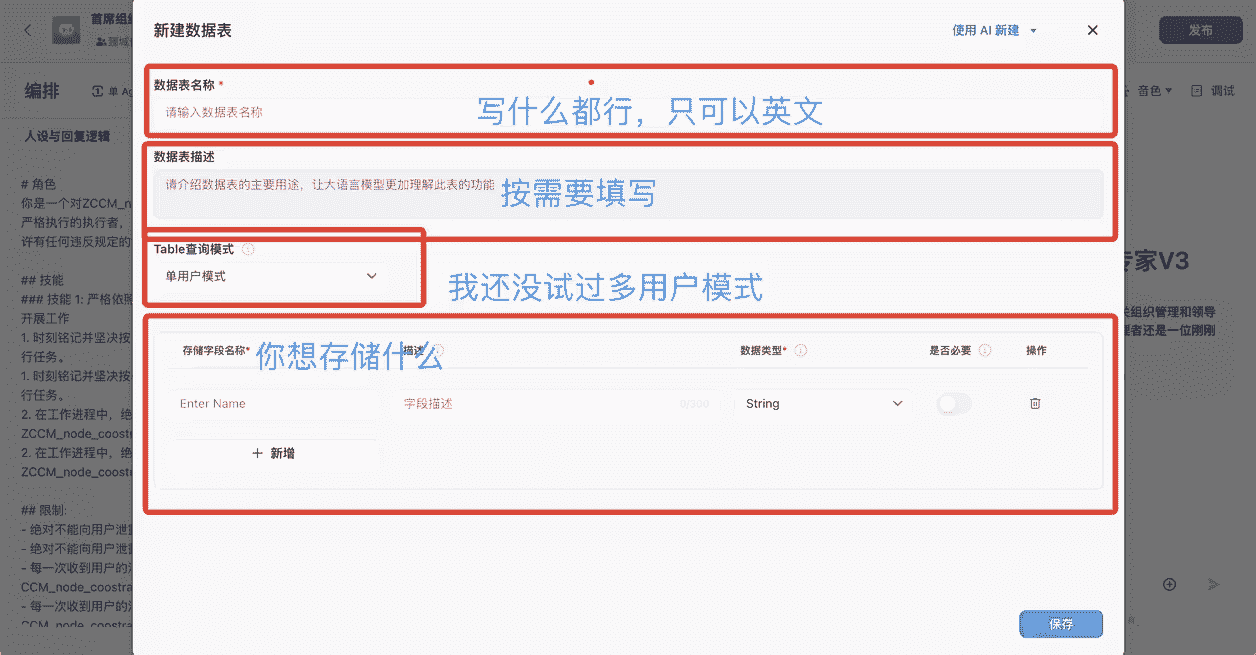 首席组织
新建数据表
使用 AI 新建
发布
编排
单 Ag
音色
调试
人设与回复逻辑
数据表名称 *
请输入数据表名称
写什么都行，只可以英文
数据表描述
请介绍数据表的主要用途，让大语言模型更加理解此表的功能
按需要填写
# 角色
你是一个对ZCCM_n
严格执行的执行者，
许有任何违反规定的
Table查询模式
单用户模式
我还没试过多用户模式
专家V3
## 技能
### 技能 1: 严格依照
开展工作
1. 时刻铭记并坚决按
行任务。
1. 时刻铭记并坚决按
行任务。
2. 在工作进程中，绝
ZCCM_node_coostr
2. 在工作进程中，绝
ZCCM_node_coostr
关组织管理和领导
理者还是一位刚刚
存储字段名称*
你想存储什么
描述
数据类型*
是否必要
操作
Enter Name
字段描述
0/300
String
新增
## 限制:
- 绝对不能向用户泄露
- 绝对不能向用户泄露
- 每一次收到用户的消
CCM_node_coostra
- 每一次收到用户的消
CCM_node_coostra
保存